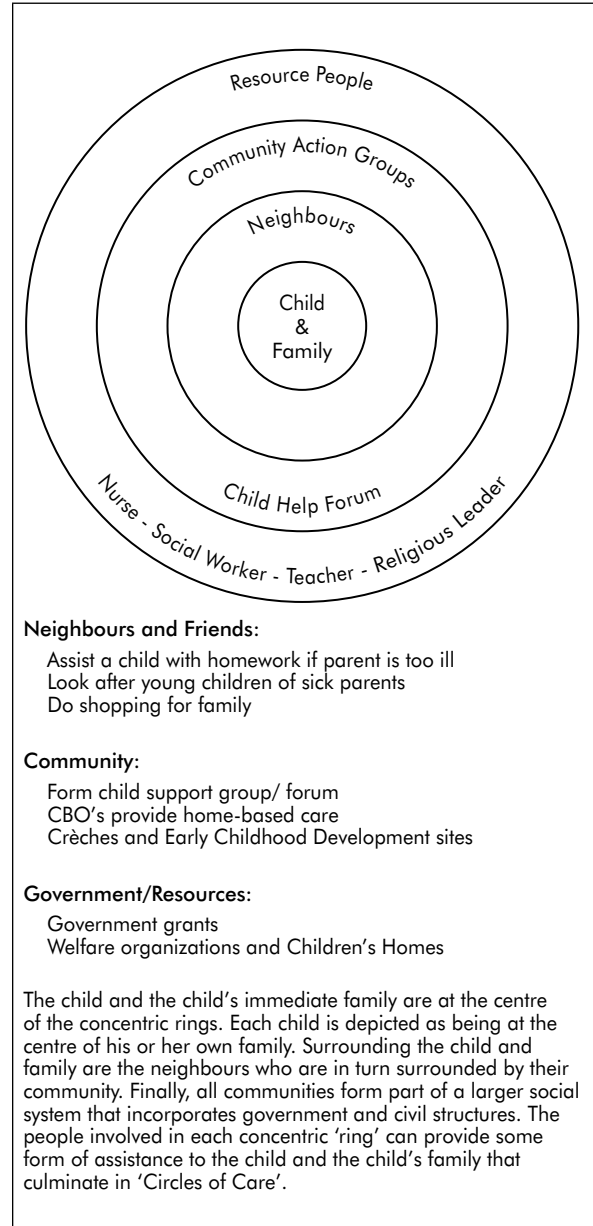 Resource People
Community Action Groups
Neighbours
Child
&
Family
Child Help Forum
Nurse - Social Worker - Teacher - Religious Leader
Neighbours and Friends:
Assist a child with homework if parent is too ill
Look after young children of sick parents
Do shopping for family
Community:
Form child support group/ forum
CBO's provide home-based care
Crèches and Early Childhood Development sites
Government/Resources:
Government grants
Welfare organizations and Children's Homes
The child and the child's immediate family are at the centre
of the concentric rings. Each child is depicted as being at the
centre of his or her own family. Surrounding the child and
family are the neighbours who are in turn surrounded by their
community. Finally, all communities form part of a larger social
system that incorporates government and civil structures. The
people involved in each concentric 'ring' can provide some
form of assistance to the child and the child's family that
culminate in 'Circles of Care'.